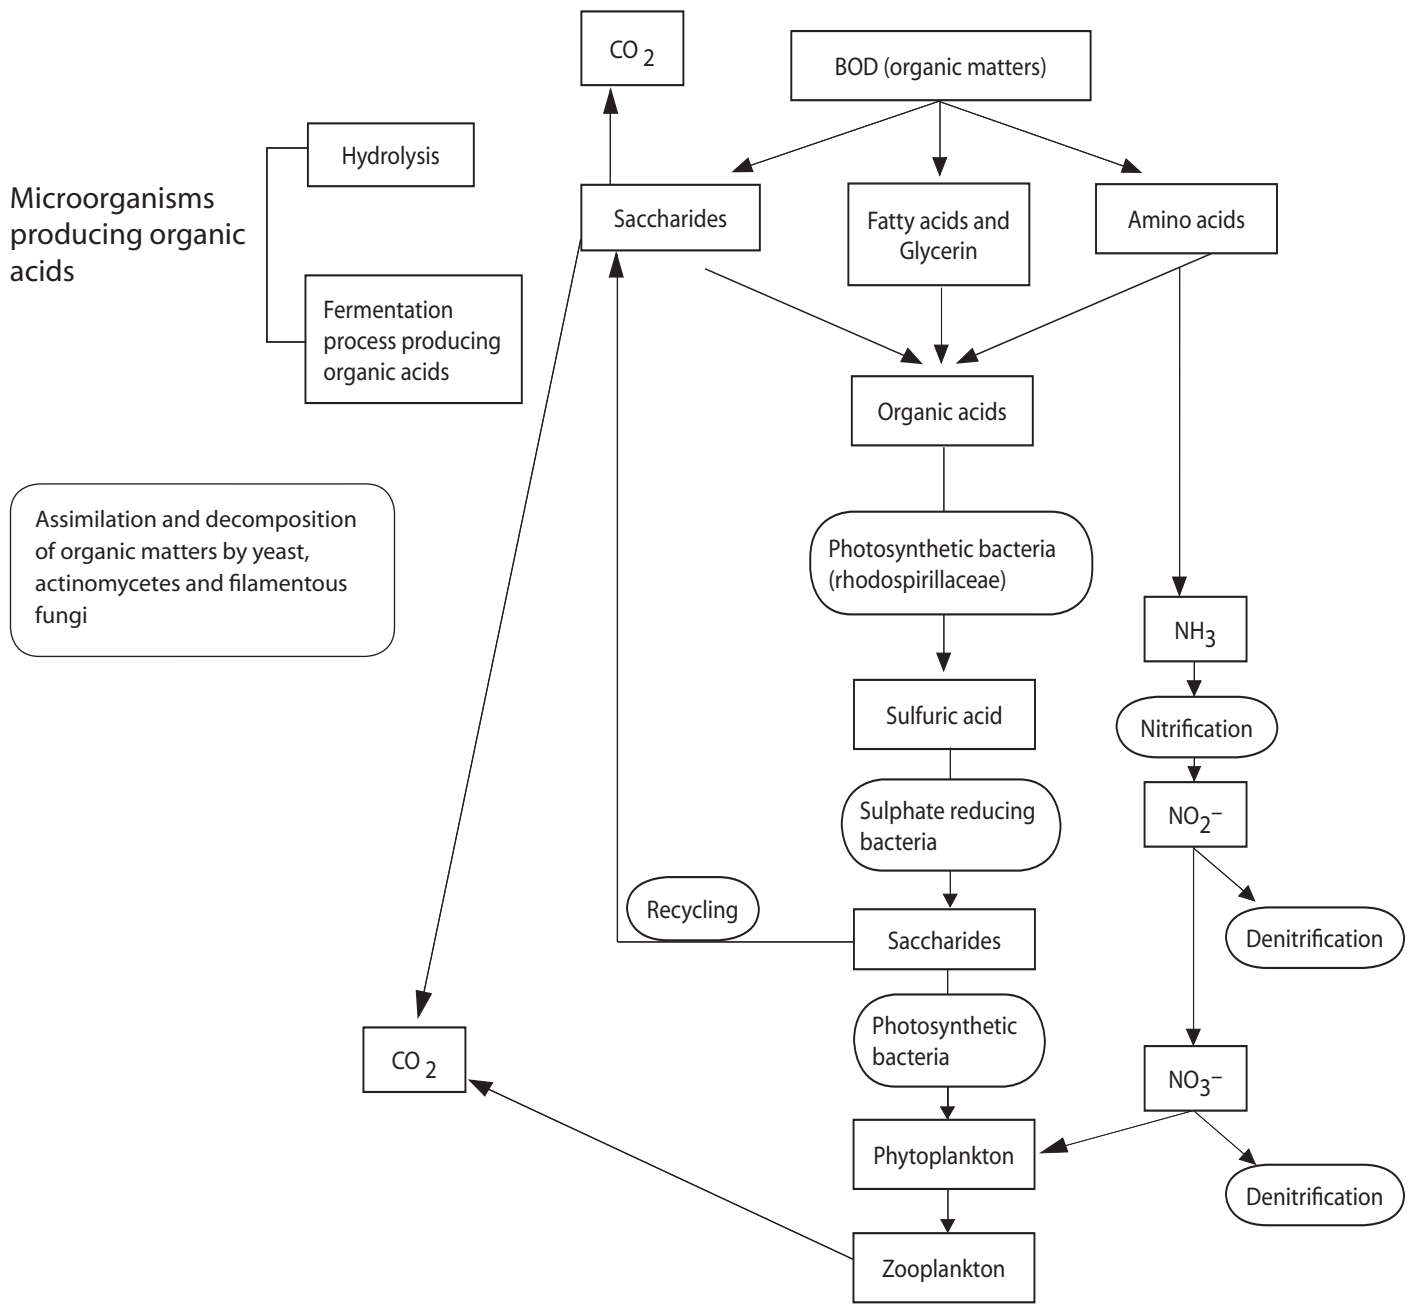 CO 2
BOD (organic matters)
Hydrolysis
Microorganisms
producing organic
acids
Saccharides
Fatty acids and
Glycerin
Amino acids
Fermentation
process producing
organic acids
Organic acids
Assimilation and decomposition
of organic matters by yeast,
actinomycetes and filamentous
fungi
Photosynthetic bacteria
(rhodospirillaceae)
NH3
Sulfuric acid
Nitrification
Sulphate reducing
bacteria
NO2–
Recycling
Saccharides
Denitrification
Photosynthetic
bacteria
CO 2
NO3–
Phytoplankton
Denitrification
Zooplankton